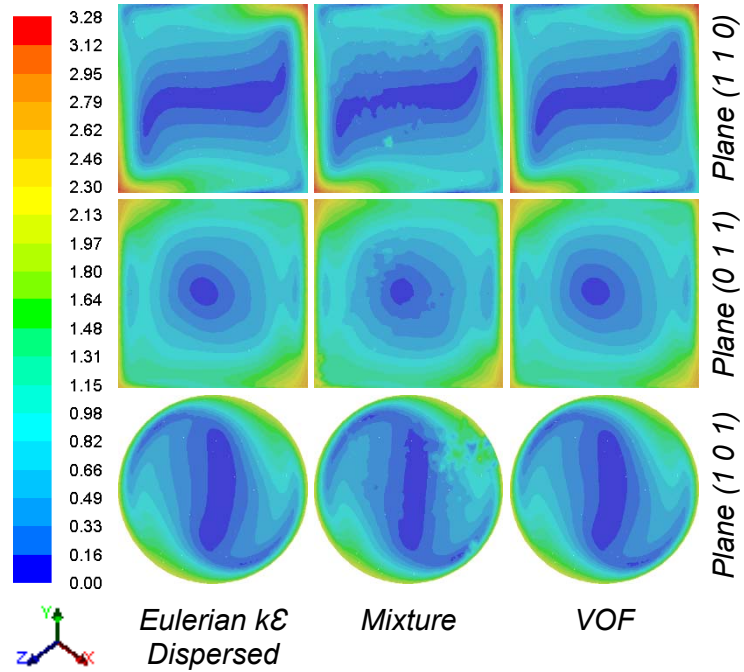 3.28
3.12
2.95
2.79
2.62
2.46
2.30
2.13
1.97
1.80
1.64
1.48
1.31
1.15
0.98
0.82
0.66
0.49
0.33
0.16
0.00
Plane (1 1 0)
Plane (0 1 1)
Plane (1 0 1)
Y
Z
X
Eulerian kƐ
Dispersed
Mixture
VOF